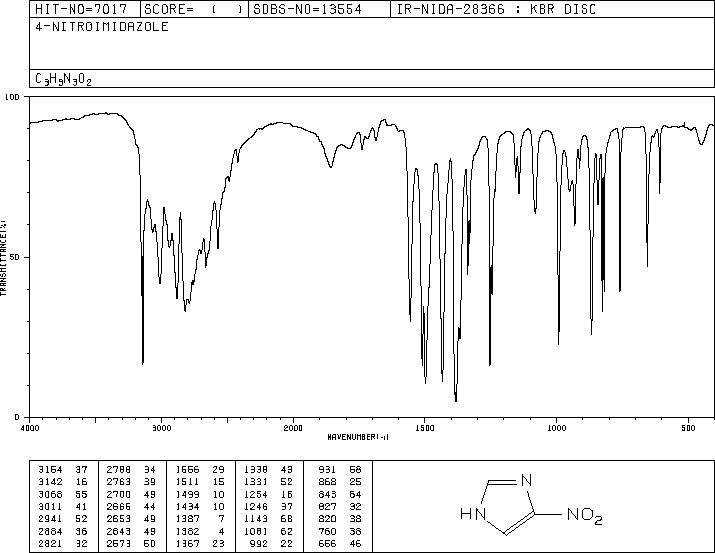 HIT-NO=7017 SCORE= ( ) SDBS-NO=13554 IR-NIDA-28366 : KBR DISC
4-NITROIMIDAZOLE
C3H3N3O2
100
50
0
TRANSMITTANCE(%)
4000 3000 2000 1500 1000 500
WAVENUMBER(-1)
3164 37 2788 34 1556 29 1338 43 931 58
3142 16 2763 39 1511 15 1331 52 868 25
3068 55 2700 49 1499 10 1254 16 843 64
3011 41 2666 44 1434 10 1246 37 827 32
2941 52 2653 49 1387 7 1143 68 820 38
2884 36 2643 49 1382 4 1081 62 760 38
2821 32 2573 50 1367 23 992 22 656 46
N
HN
NO2